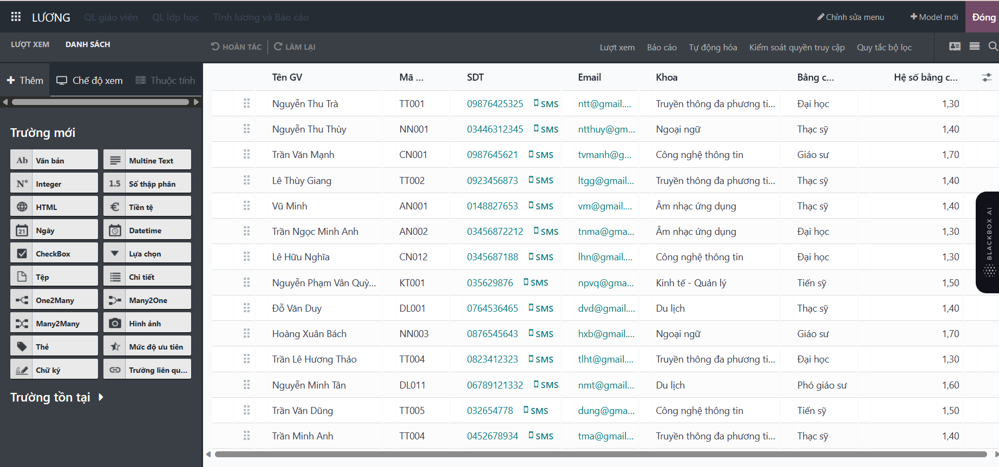 LƯƠNG QL giáo viên QL lớp học Tính lương và Báo cáo Chỉnh sửa menu Model mới Đóng
LƯỢT XEM DANH SÁCH HOÀN TÁC LÀM LẠI Lượt xem Báo cáo Tự động hóa Kiểm soát quyền truy cập Quy tắc bộ lọc
Thêm Chế độ xem Thuộc tính
Trường mới
Ab Văn bản Multine Text
N° Integer 1.5 Số thập phân
HTML € Tiền tệ
21 Ngày Datetime
CheckBox Lựa chọn
Tệp Chi tiết
One2Many Many2One
Many2Many Hình ảnh
Thẻ Mức độ ưu tiên
Chữ ký Trường liên qu...
Trường tồn tại
Tên GV Mã ... SDT Email Khoa Bằng c... Hệ số bằng c...
Nguyễn Thu Trà TT001 09876425325 SMS ntt@gmail.... Truyền thông đa phương ti... Đại học 1,30
Nguyễn Thu Thùy NN001 03446312345 SMS ntthuy@gm... Ngoại ngữ Thạc sỹ 1,40
Trần Văn Mạnh CN001 0987645621 SMS tvmanh@g... Công nghệ thông tin Giáo sư 1,70
Lê Thùy Giang TT002 0923456873 SMS ltgg@gmail... Truyền thông đa phương ti... Thạc sỹ 1,40
Vũ Minh AN001 0148827653 SMS vm@gmail.... Âm nhạc ứng dụng Thạc sỹ 1,40
Trần Ngọc Minh Anh AN002 03456872212 SMS tnma@gma... Âm nhạc ứng dụng Đại học 1,30
Lê Hữu Nghĩa CN012 0345687188 SMS lhn@gmail.... Công nghệ thông tin Đại học 1,30
Nguyễn Phạm Vân Quỳ... KT001 035629876 SMS npvq@gma... Kinh tế - Quản lý Tiến sỹ 1,50
Đỗ Văn Duy DL001 0764536465 SMS dvd@gmail.... Du lịch Thạc sỹ 1,40
Hoàng Xuân Bách NN003 0876545643 SMS hxb@gmail.... Ngoại ngữ Giáo sư 1,70
Trần Lê Hương Thảo TT004 0823412323 SMS tlht@gmail.... Truyền thông đa phương ti... Đại học 1,30
Nguyễn Minh Tân DL011 06789121332 SMS nmt@gmail... Du lịch Phó giáo sư 1,60
Trần Văn Dũng TT005 032654778 SMS dung@gma... Công nghệ thông tin Tiến sỹ 1,50
Trần Minh Anh TT004 0452678934 SMS tma@gmail.... Truyền thông đa phương ti... Thạc sỹ 1,40
BLACKBOX AI